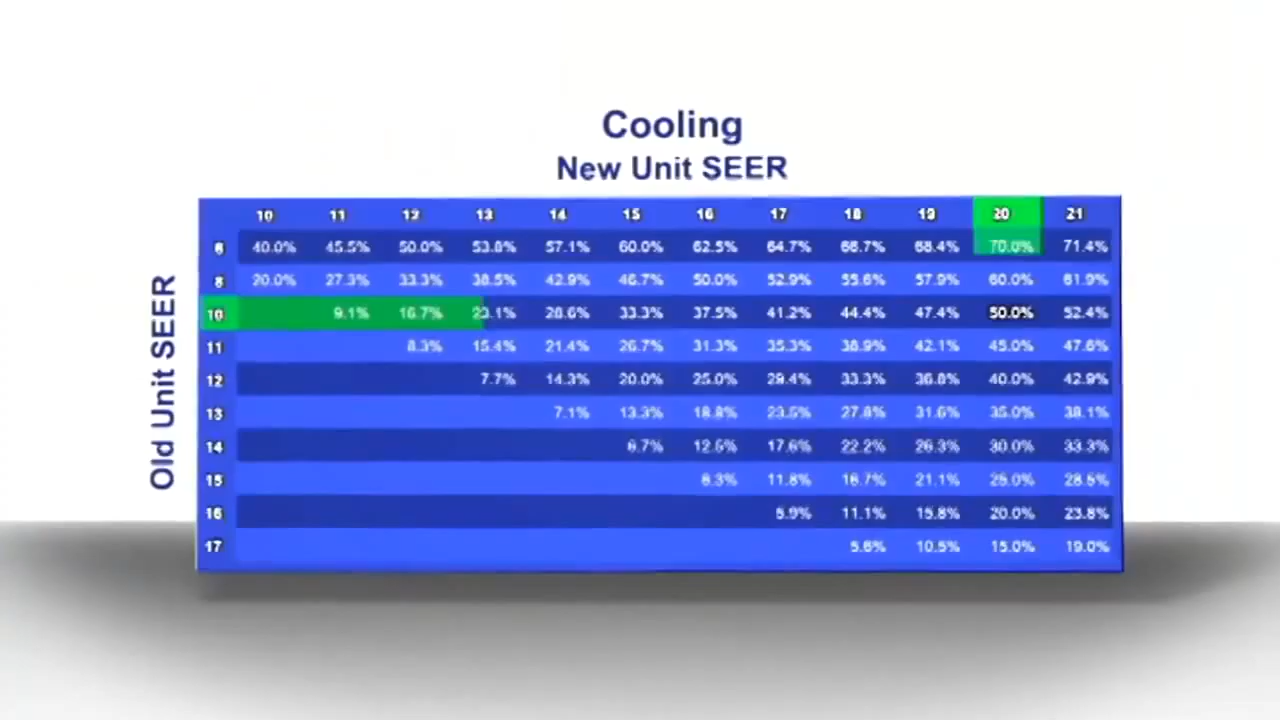 Cooling
New Unit SEER
Old Unit SEER
10 11 12 13 14 15 16 17 18 19 20 21
6 40.0% 45.5% 50.0% 53.8% 57.1% 60.0% 62.5% 64.7% 66.7% 68.4% 70.0% 71.4%
8 20.0% 27.3% 33.3% 38.5% 42.9% 46.7% 50.0% 52.9% 55.6% 57.9% 60.0% 61.9%
10 9.1% 16.7% 23.1% 28.6% 33.3% 37.5% 41.2% 44.4% 47.4% 50.0% 52.4%
11 8.3% 15.4% 21.4% 26.7% 31.3% 35.3% 38.9% 42.1% 45.0% 47.6%
12 7.7% 14.3% 20.0% 25.0% 29.4% 33.3% 36.8% 40.0% 42.9%
13 7.1% 13.3% 18.8% 23.5% 27.8% 31.6% 35.0% 38.1%
14 6.7% 12.5% 17.6% 22.2% 26.3% 30.0% 33.3%
15 6.3% 11.8% 16.7% 21.1% 25.0% 28.5%
16 5.9% 11.1% 15.8% 20.0% 23.8%
17 5.6% 10.5% 15.0% 19.0%